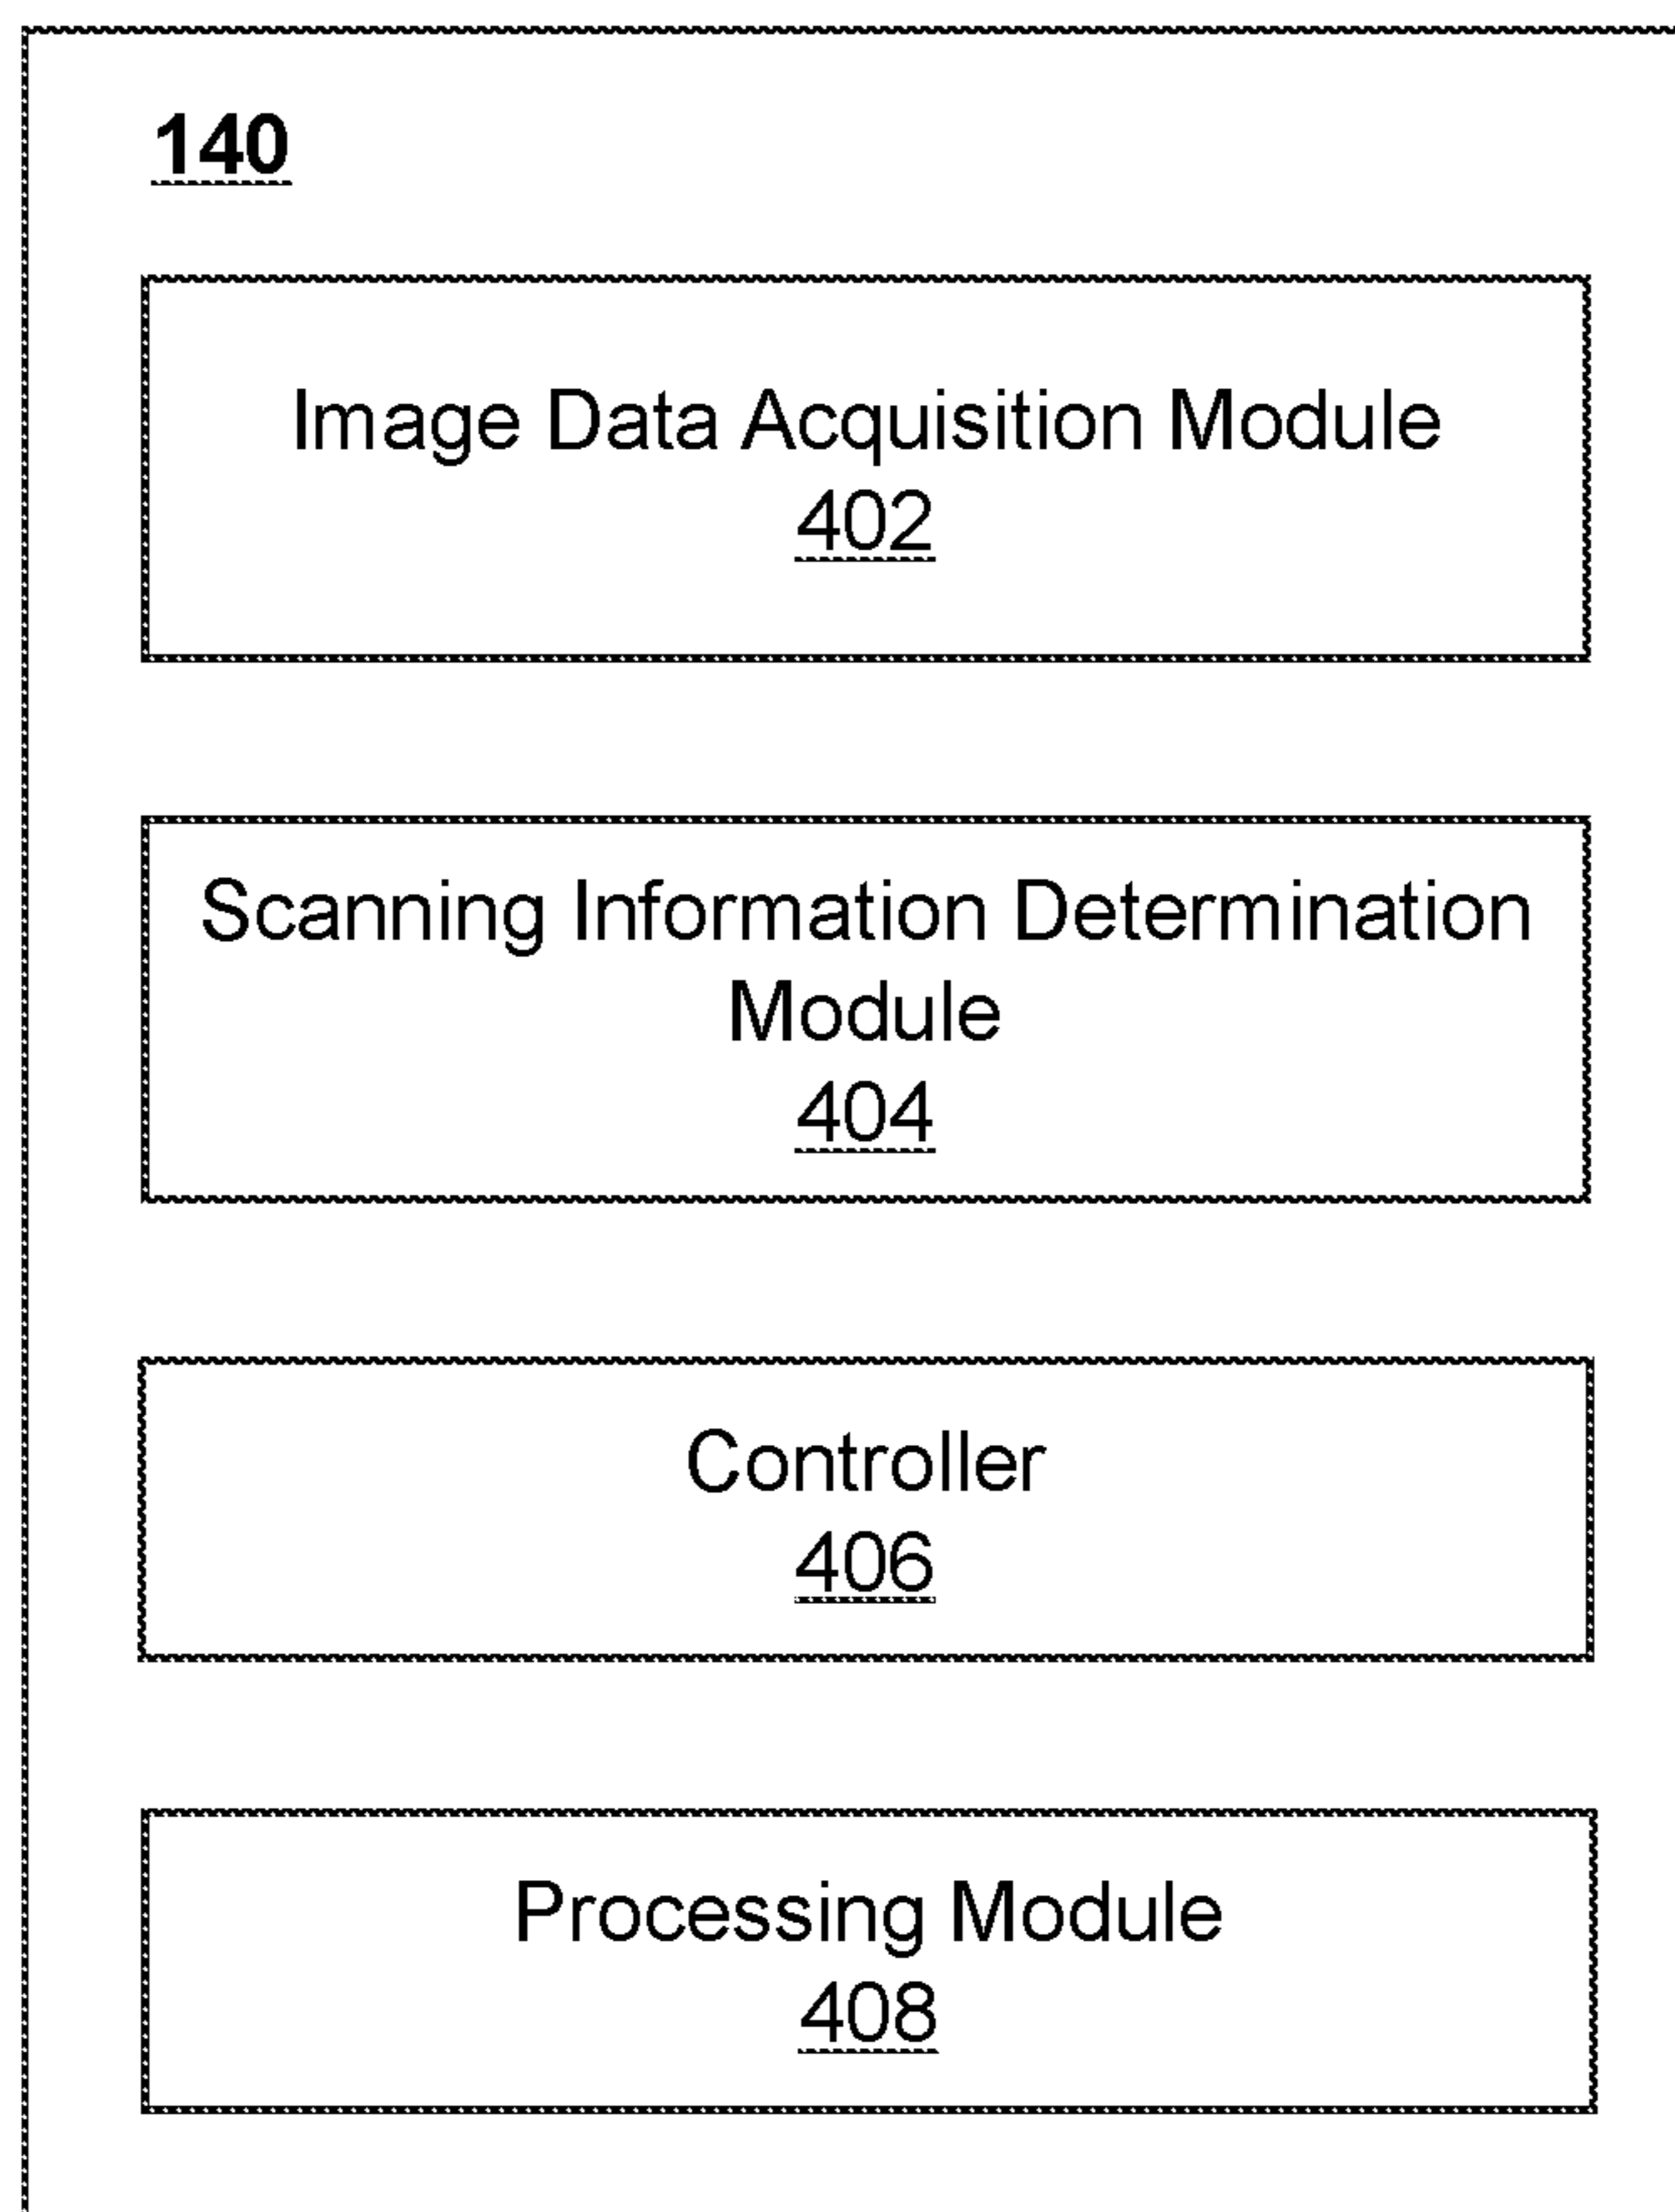 140
Image Data Acquisition Module
402
Scanning Information Determination
Module
404
Controller
406
Processing Module
408